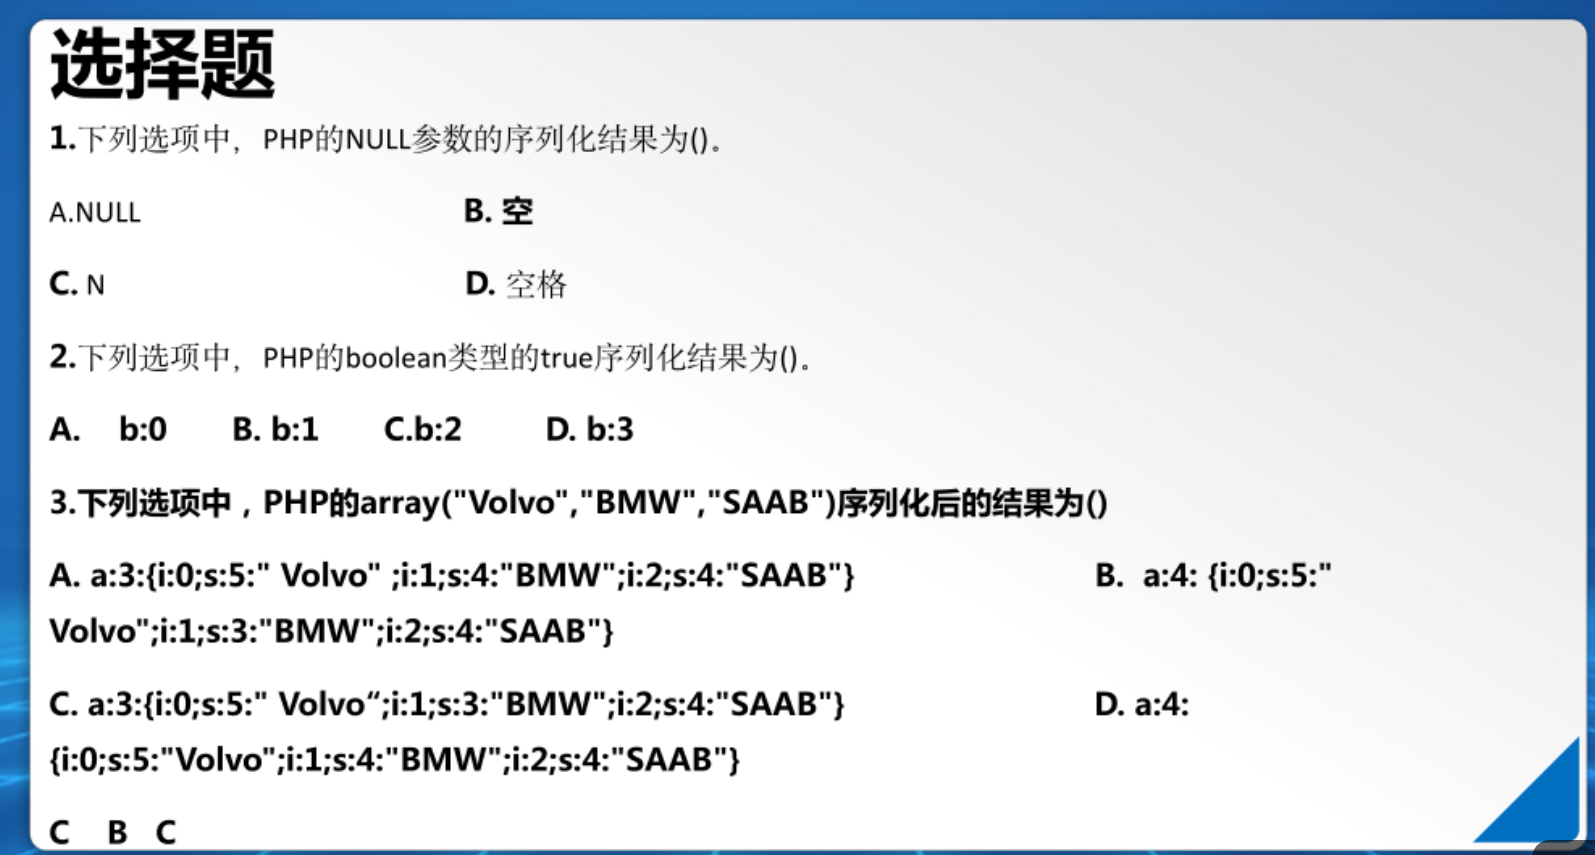 选择题
1.下列选项中，PHP的NULL参数的序列化结果为()。
A.NULL B. 空
C. N D. 空格
2.下列选项中，PHP的boolean类型的true序列化结果为()。
A. b:0 B. b:1 C.b:2 D. b:3
3.下列选项中，PHP的array("Volvo","BMW","SAAB")序列化后的结果为()
A. a:3:{i:0;s:5:" Volvo" ;i:1;s:4:"BMW";i:2;s:4:"SAAB"} B. a:4: {i:0;s:5:"
Volvo";i:1;s:3:"BMW";i:2;s:4:"SAAB"}
C. a:3:{i:0;s:5:" Volvo“;i:1;s:3:"BMW";i:2;s:4:"SAAB"} D. a:4:
{i:0;s:5:"Volvo";i:1;s:4:"BMW";i:2;s:4:"SAAB"}
C B C